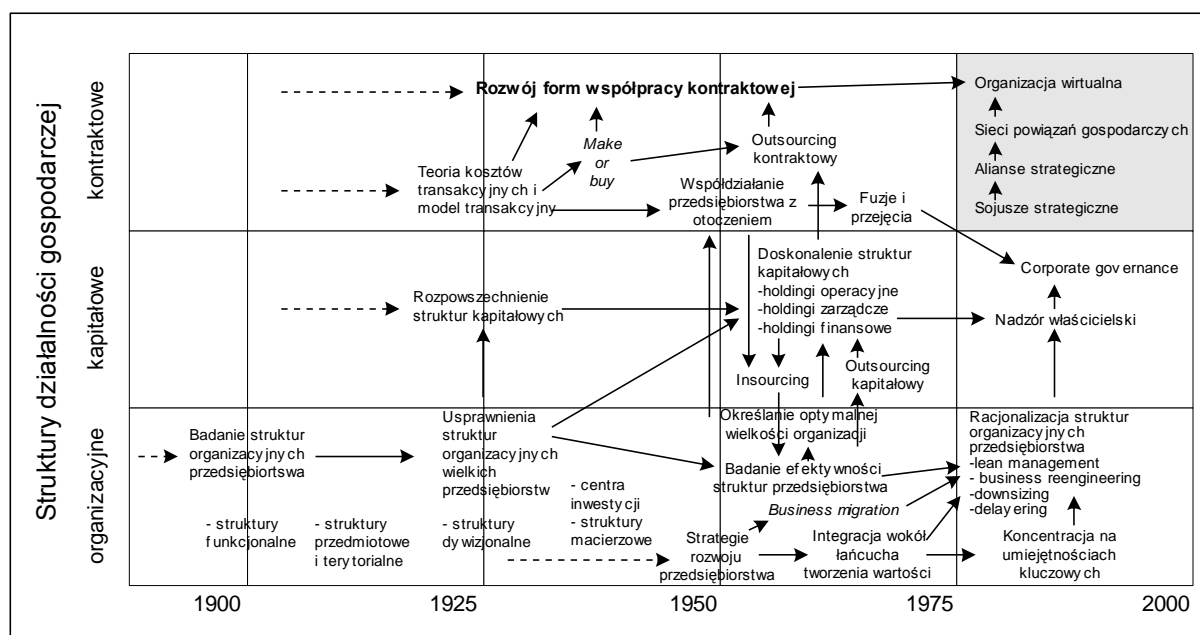 Struktury działalności gospodarczej
kontraktowe
Rozwój form współpracy kontraktowej
Organizacja wirtualna
Sieci powiązań gospodarczych
Alianse strategiczne
Sojusze strategiczne
Make
or
buy
Outsourcing
kontraktowy
Teoria kosztów
transakcyjnych i
model transakcyjny
Współdziałanie
przedsiębiorstwa z
otoczeniem
Fuzje i
przejęcia
kapitałowe
Rozpowszechnienie
struktur kapitałowych
Doskonalenie struktur
kapitałowych
-holdingi operacyjne
-holdingi zarządcze
-holdingi finansowe
Corporate governance
Nadzór właścicielski
Insourcing
Outsourcing
kapitałowy
organizacyjne
Badanie struktur
organizacyjnych
przedsiębiortswa
Usprawnienia
struktur
organizacyjnych
wielkich
przedsiębiorstw
Określanie optymalnej
wielkości organizacji
Badanie efektywności
struktur przedsiębiorstwa
Business migration
Racjonalizacja struktur
organizacyjnych
przedsiębiorstwa
-lean management
- business reengineering
-downsizing
-delayering
- struktury
funkcjonalne
- struktury
przedmiotowe
i terytorialne
- struktury
dywizjonalne
- centra
inwestycji
- struktury
macierzowe
Strategie
rozwoju
przedsiębiorstwa
Integracja wokół
łańcucha
tworzenia wartości
Koncentracja na
umiejętnościach
kluczowych
1900
1925
1950
1975
2000